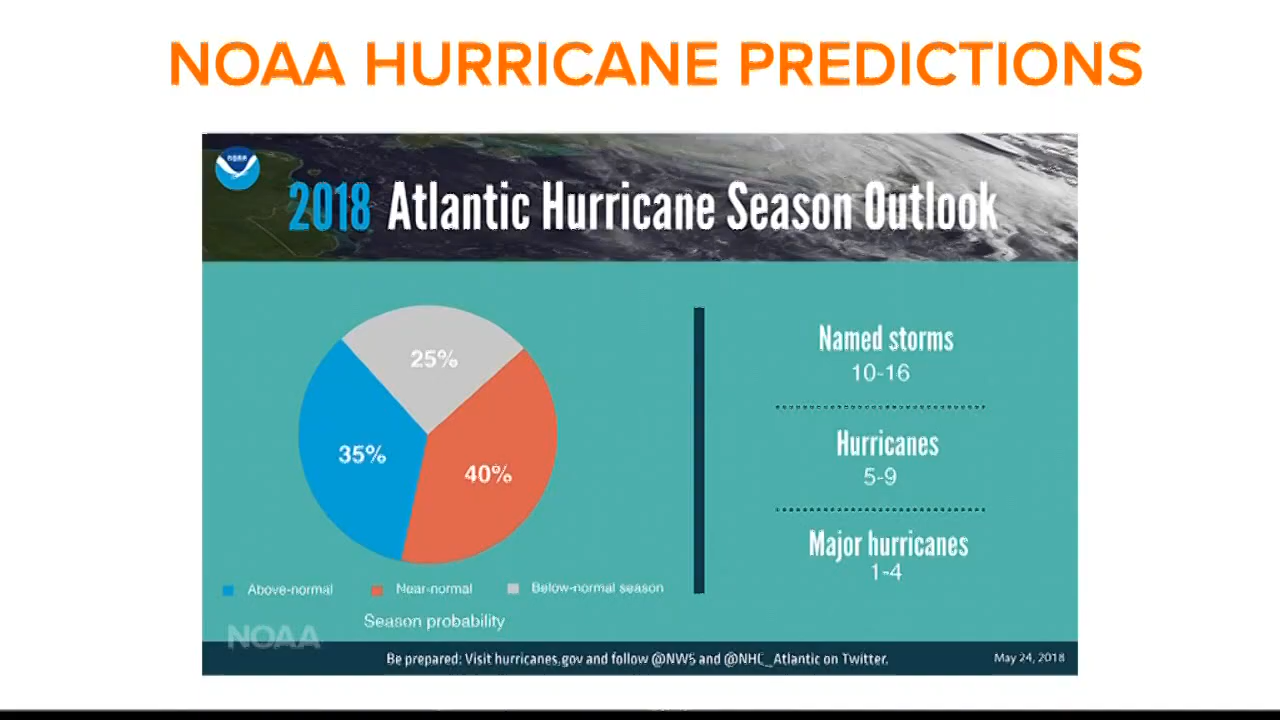 NOAA HURRICANE PREDICTIONS
NOAA
2018 Atlantic Hurricane Season Outlook
25%
35%
40%
Above-normal Near-normal Below-normal season
Season probability
Named storms
10-16
Hurricanes
5-9
Major hurricanes
1-4
NOAA
Be prepared: Visit hurricanes.gov and follow @NWS and @NHC_Atlantic on Twitter.
May 24, 2018